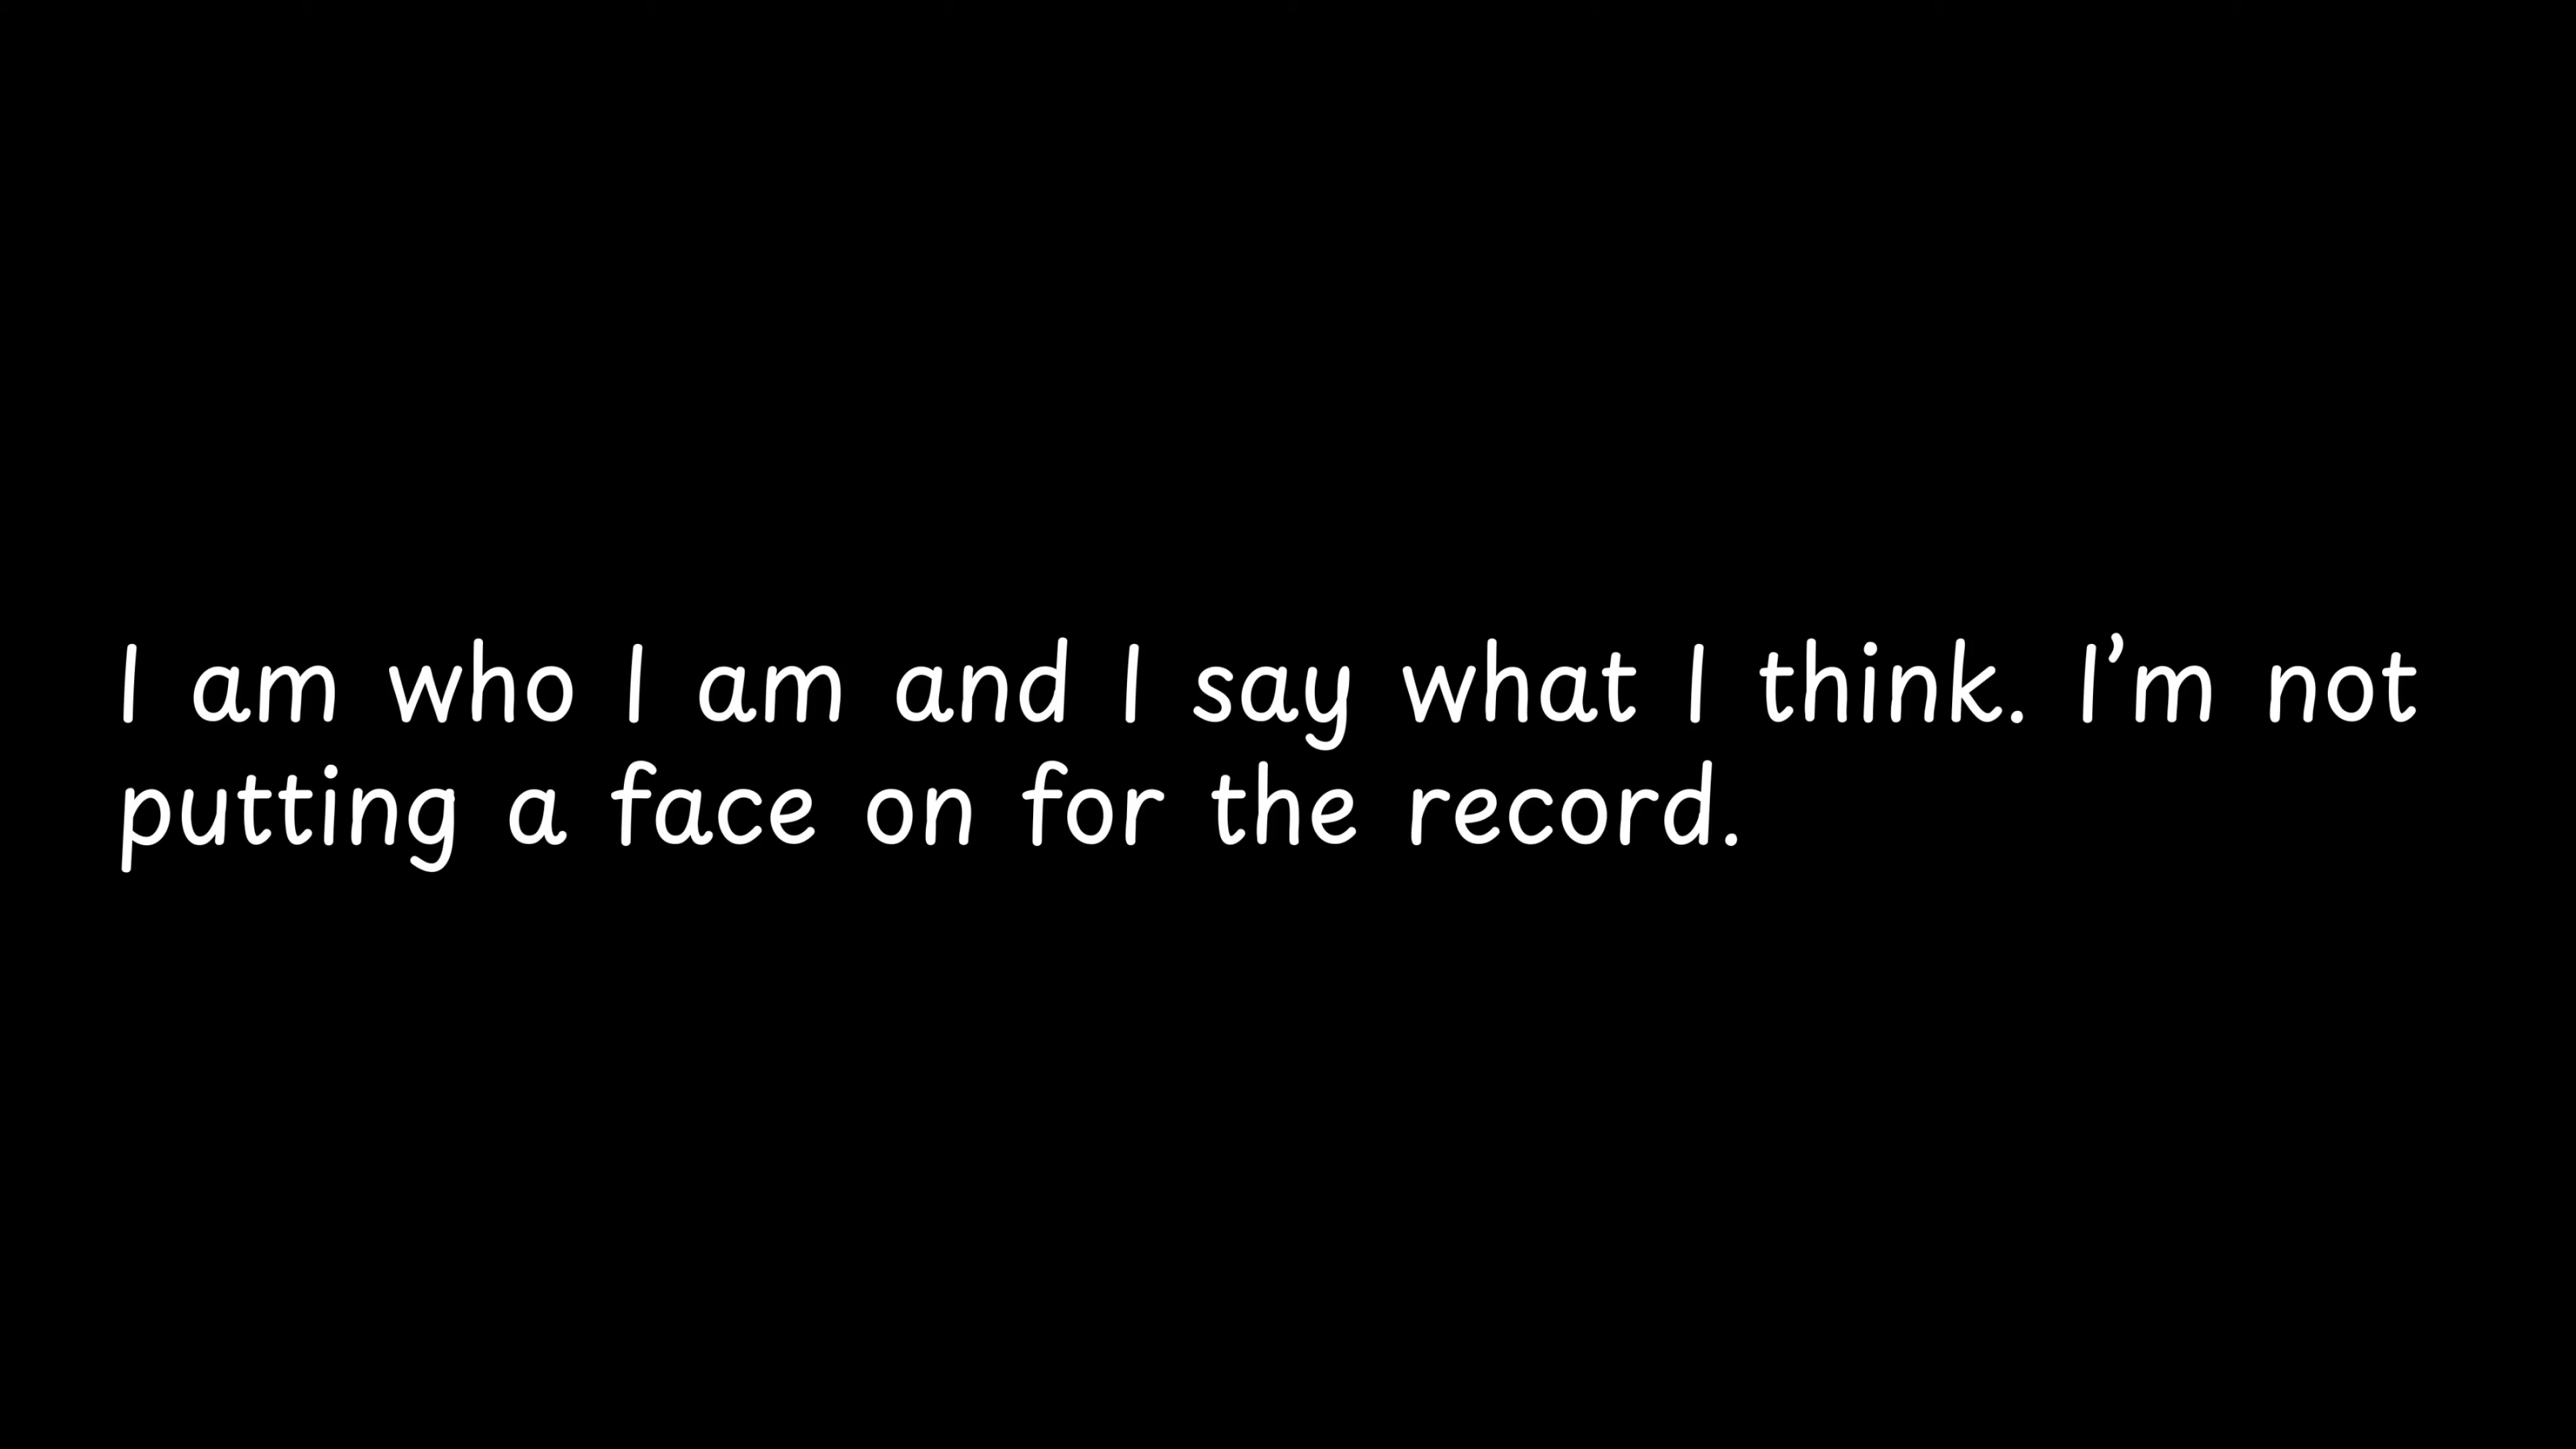 I am who I am and I say what I think. I’m not
putting a face on for the record.